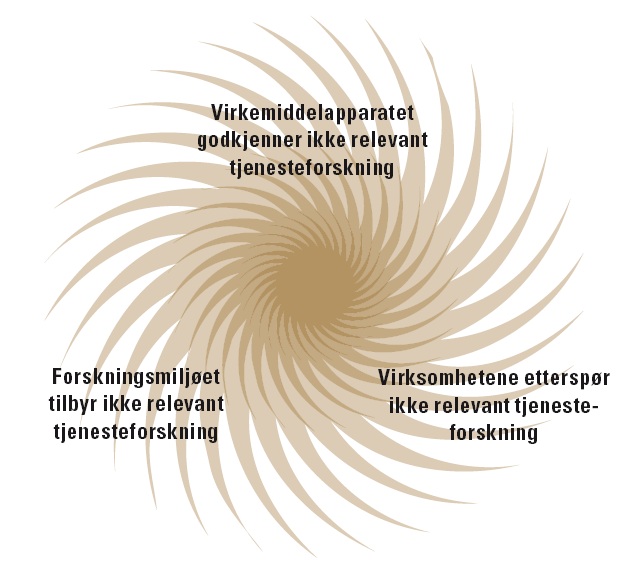 Virkemiddelapparatet
godkjenner ikke relevant
tjenesteforskning
Forskningsmiljøet
tilbyr ikke relevant
tjenesteforskning
Virksomhetene etterspør
ikke relevant tjeneste-
forskning